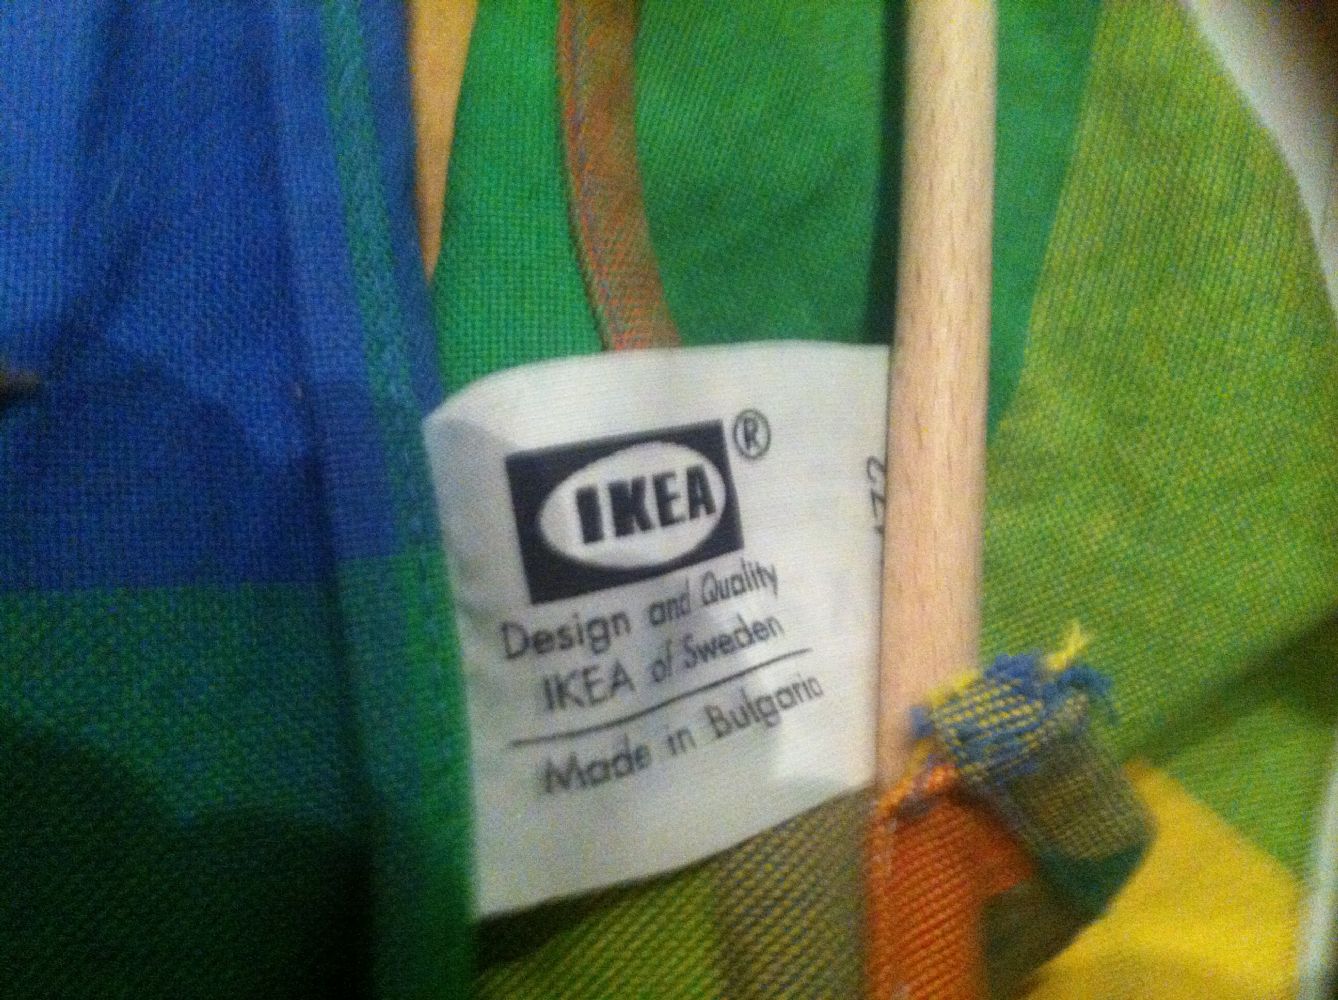 IKEA ®
Design and Quality
IKEA of Sweden
Made in Bulgaria